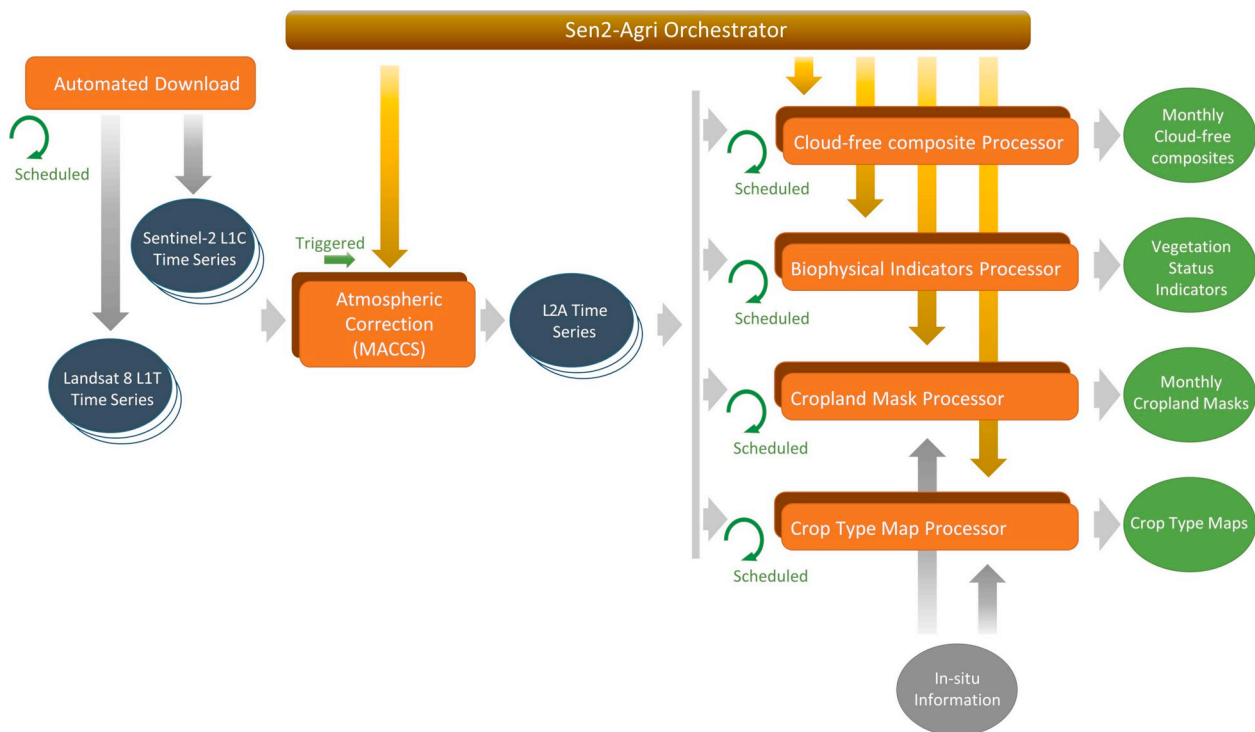 Sen2-Agri Orchestrator
Automated Download
Scheduled
Sentinel-2 L1C
Time Series
Landsat 8 L1T
Time Series
Triggered
Atmospheric
Correction
(MACCS)
L2A Time
Series
Cloud-free composite Processor
Scheduled
Monthly
Cloud-free
composites
Biophysical Indicators Processor
Scheduled
Vegetation
Status
Indicators
Cropland Mask Processor
Scheduled
Monthly
Cropland Masks
Crop Type Map Processor
Scheduled
Crop Type Maps
In-situ
Information